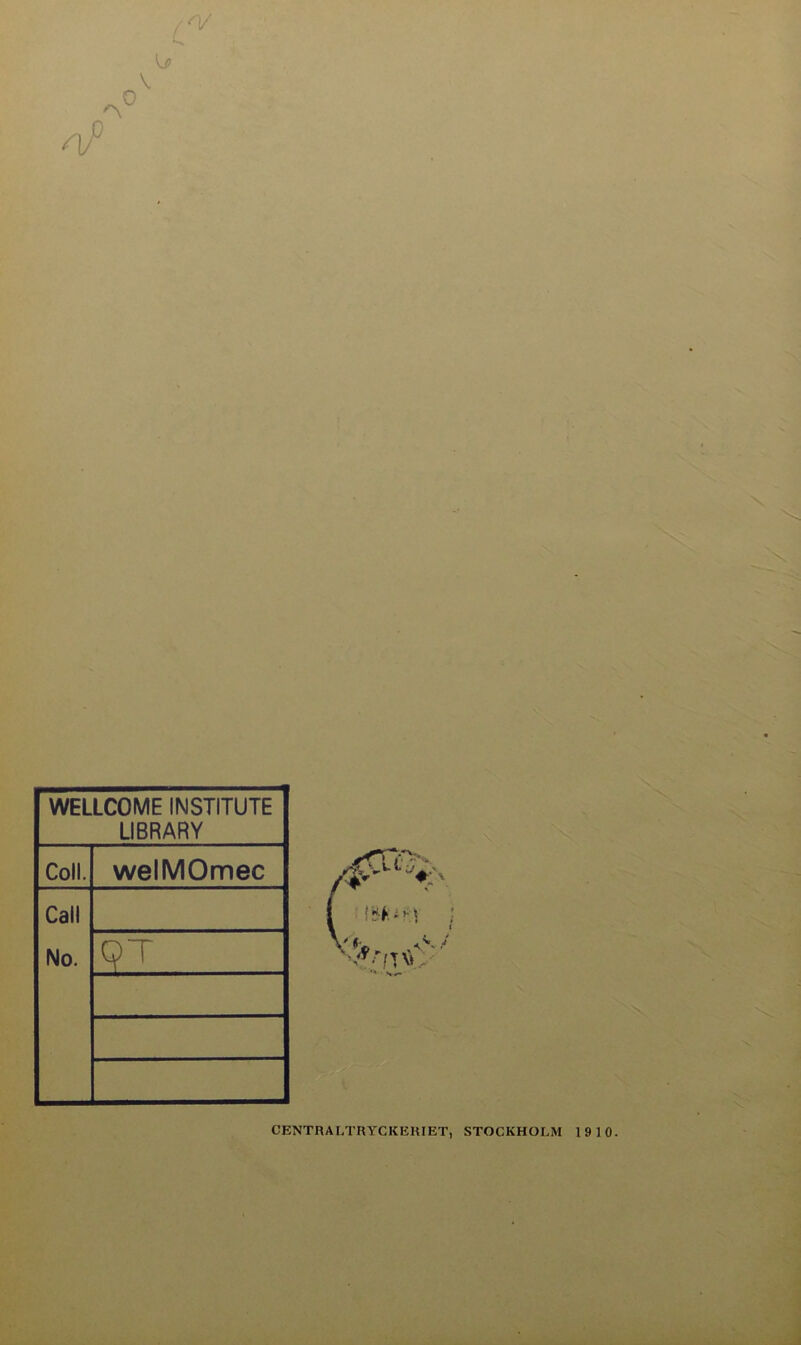 WELLCOME INSTITUTE
LIBRARY
Coll. welMOmec
Call
No. QT
CENTRALTRYCKERIET, STOCKHOLM 1910.